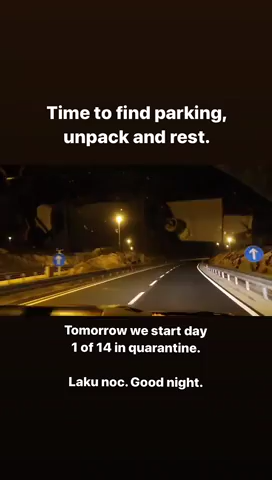 Time to find parking,
unpack and rest.
Tomorrow we start day
1 of 14 in quarantine.
Laku noc. Good night.